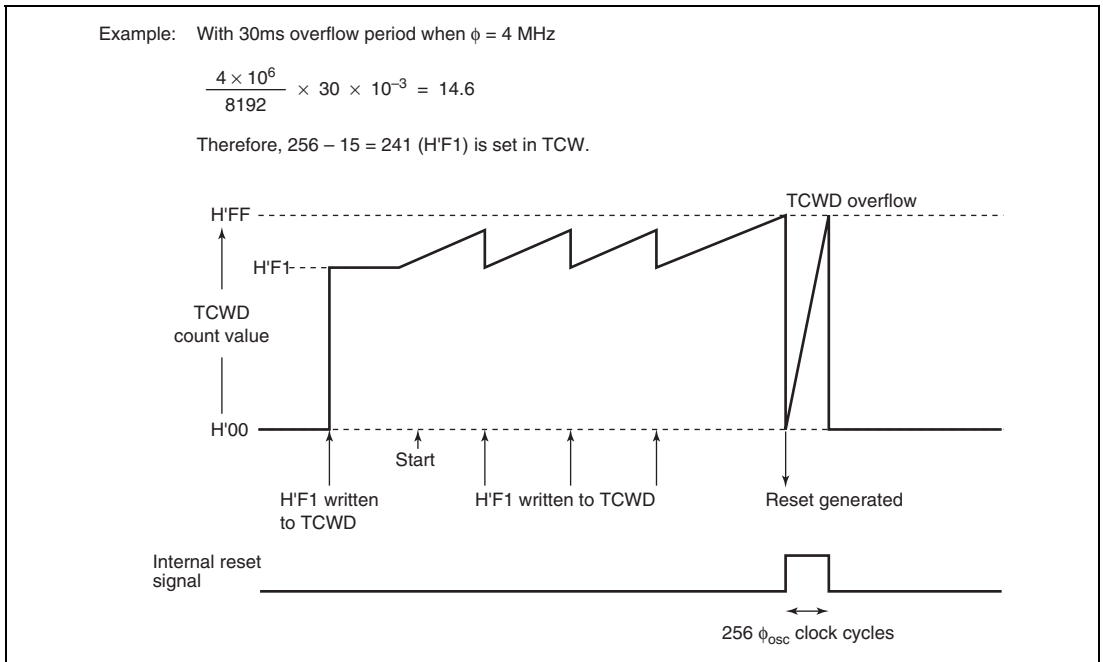 Example: With 30ms overflow period when φ = 4 MHz
4 × 10⁶
8192
× 30 × 10⁻³ = 14.6
Therefore, 256 – 15 = 241 (H'F1) is set in TCW.
TCWD overflow
H'FF
H'F1
TCWD
count value
H'00
Start
H'F1 written
to TCWD
H'F1 written to TCWD
Reset generated
Internal reset
signal
256 φosc clock cycles